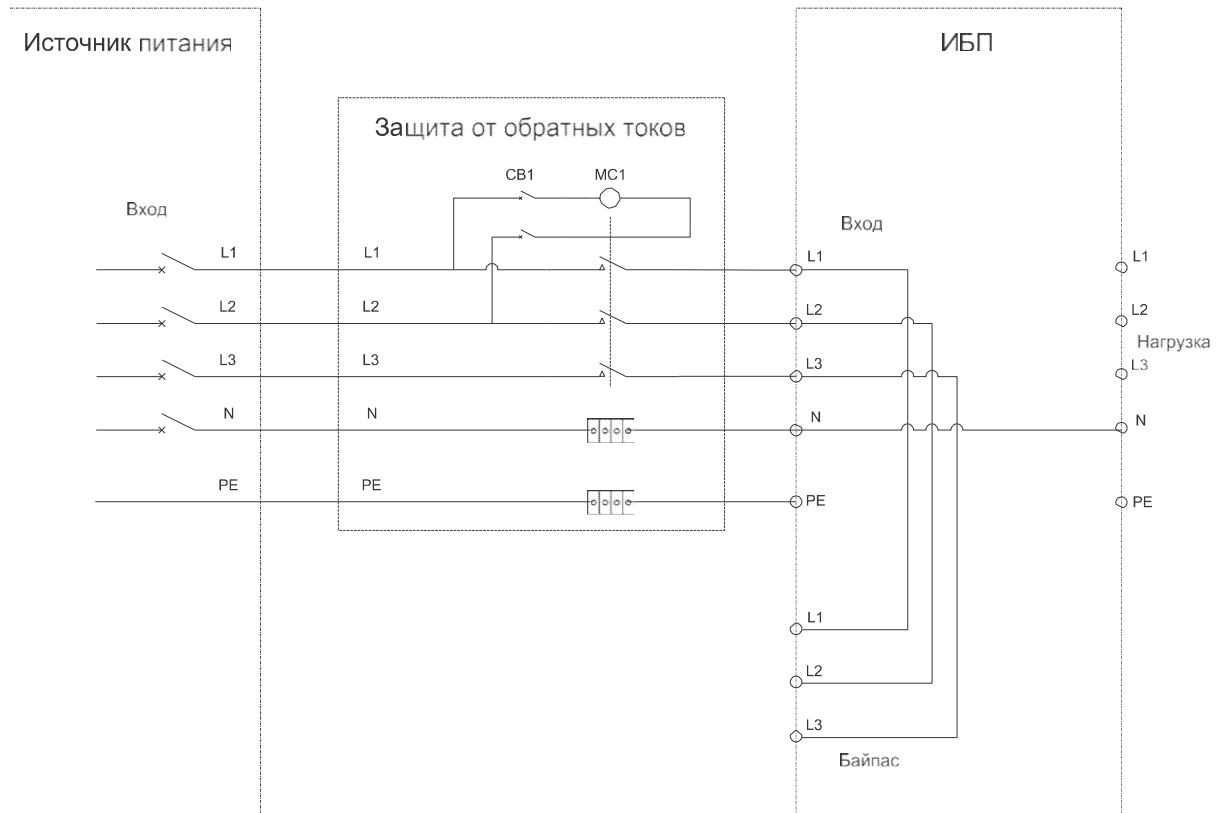 Источник питания
ИБП
Защита от обратных токов
CB1 MC1
Вход
Вход
L1 L1 L1 L1
L2 L2 L2 L2
Нагрузка
L3 L3 L3 L3
N N N N
PE PE PE PE
L1
L2
L3
Байпас